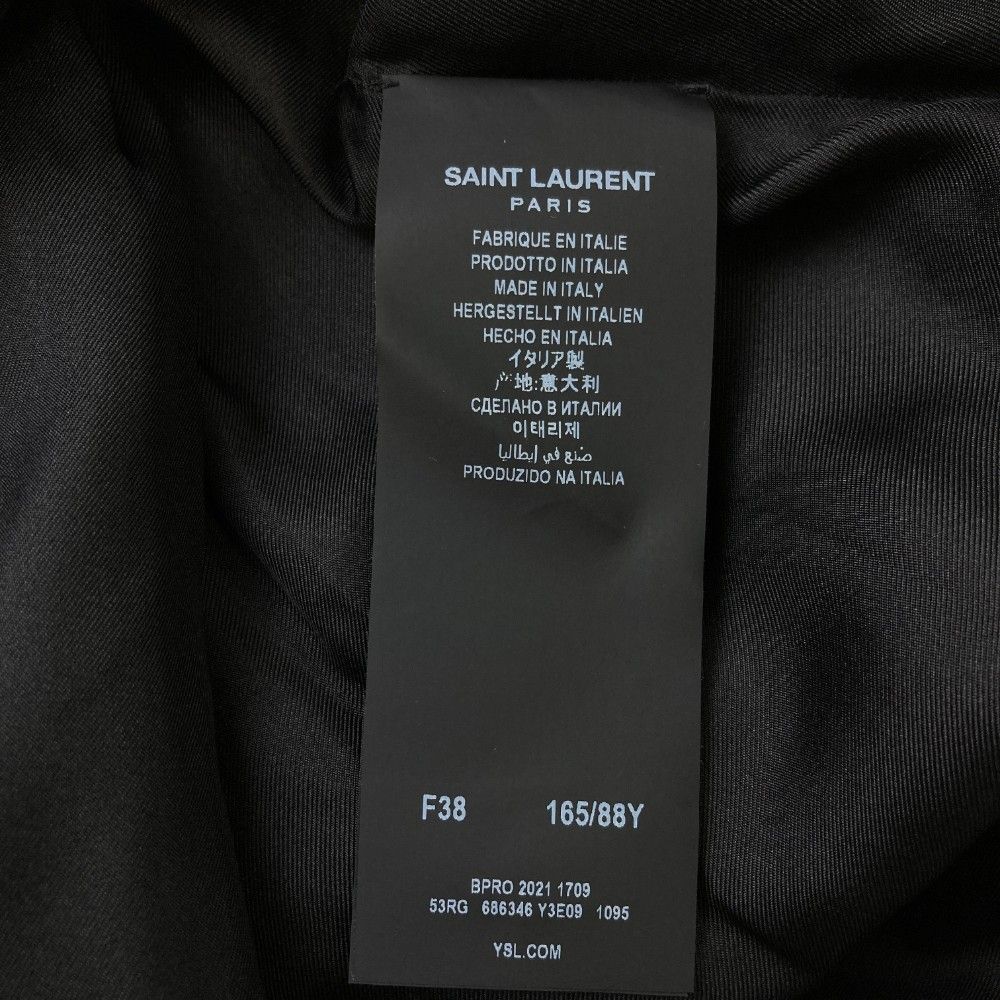 SAINT LAURENT
PARIS
FABRIQUE EN ITALIE
PRODOTTO IN ITALIA
MADE IN ITALY
HERGESTELLT IN ITALIEN
HECHO EN ITALIA
イタリア製
产地:意大利
СДЕЛАНО В ИТАЛИИ
이태리제
صنع في إيطاليا
PRODUZIDO NA ITALIA
F38 165/88Y
BPRO 2021 1709
53RG 686346 Y3E09 1095
YSL.COM